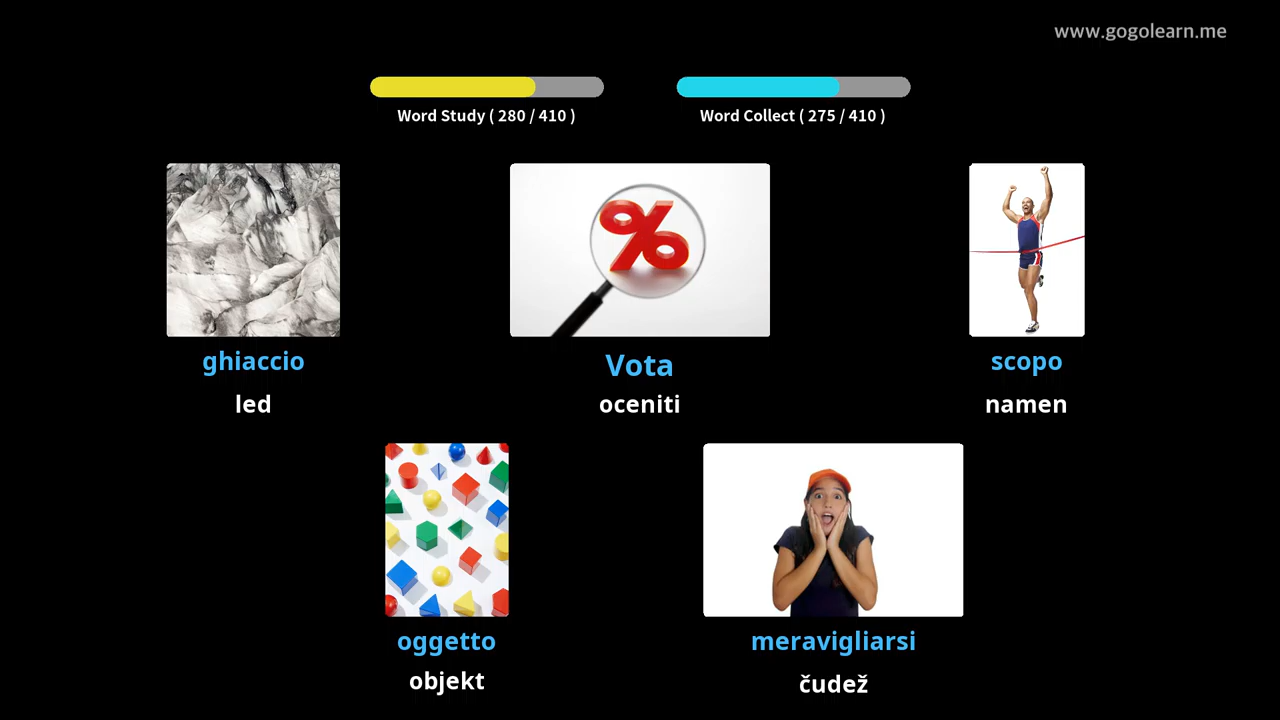 www.gogolearn.me
Word Study ( 280 / 410 )
Word Collect ( 275 / 410 )
ghiaccio
led
Vota
oceniti
scopo
namen
oggetto
objekt
meravigliarsi
čudež